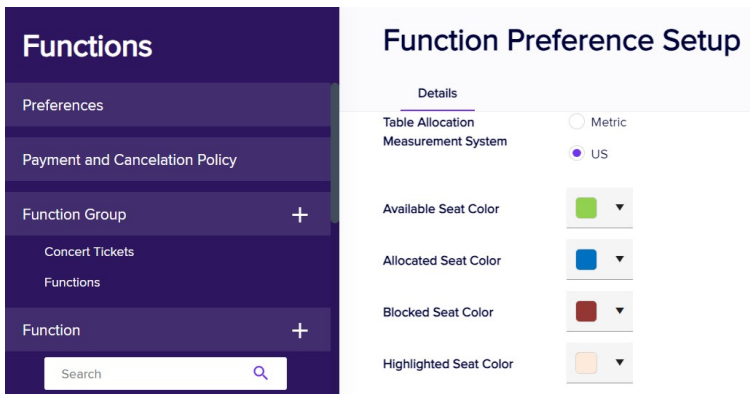 Functions
Preferences
Payment and Cancelation Policy
Function Group +
Concert Tickets
Functions
Function +
Search
Function Preference Setup
Details
Table Allocation
Measurement System
Metric
US
Available Seat Color
Allocated Seat Color
Blocked Seat Color
Highlighted Seat Color